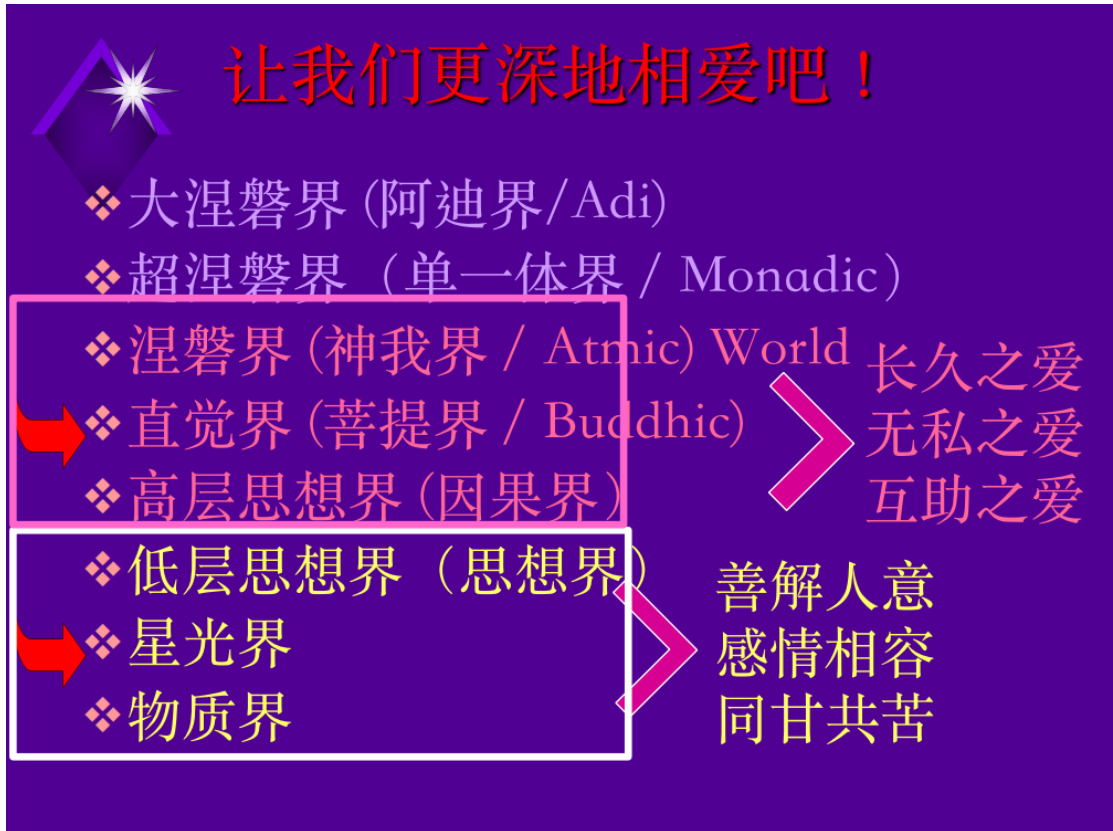 让我们更深地相爱吧！
大涅磐界 (阿迪界/Adi)
超涅磐界（单一体界 / Monadic）
涅磐界 (神我界 / Atmic) World
直觉界 (菩提界 / Buddhic)
高层思想界 (因果界）
长久之爱
无私之爱
互助之爱
低层思想界（思想界）
星光界
物质界
善解人意
感情相容
同甘共苦